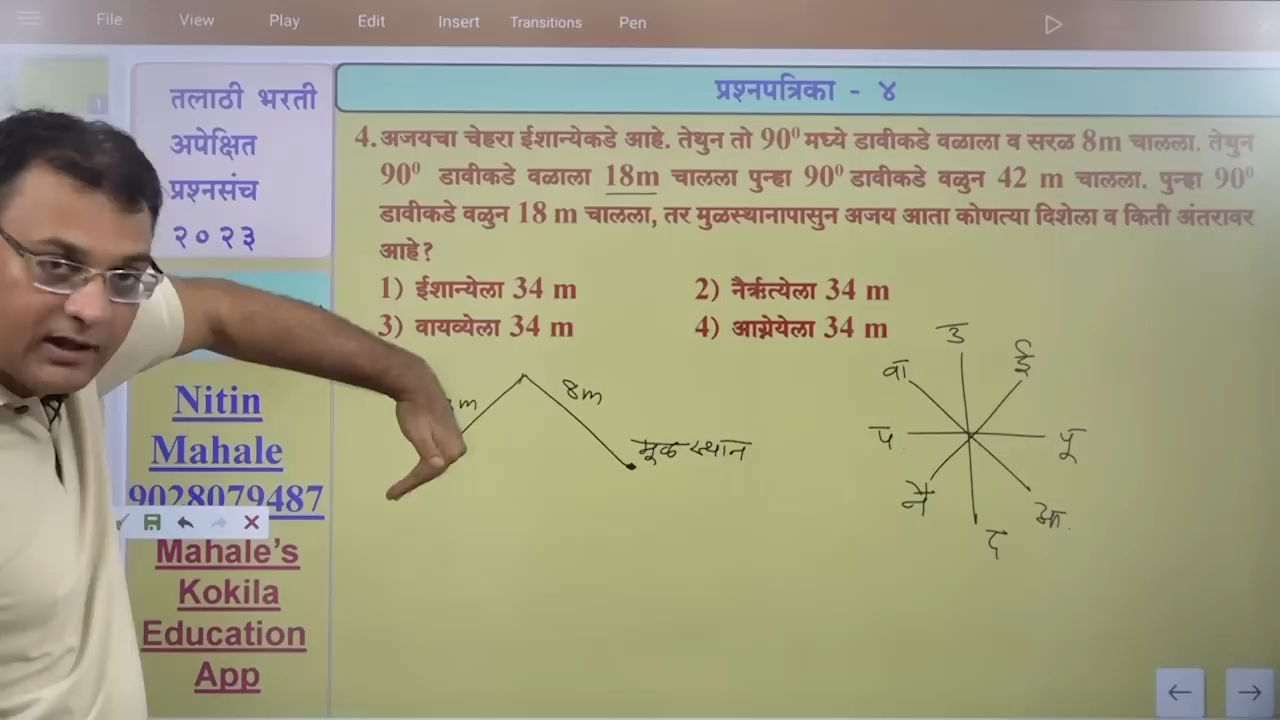 File View Play Edit Insert Transitions Pen
1
तलाठी भरती
अपेक्षित
प्रश्नसंच
२०२३
Nitin
Mahale
9028079487
Mahale's
Kokila
Education
App
प्रश्नपत्रिका - ४
4. अजयचा चेहरा ईशान्येकडे आहे. तेथुन तो 90⁰ मध्ये डावीकडे वळाला व सरळ 8m चालला. तेथुन
90⁰ डावीकडे वळाला 18m चालला पुन्हा 90⁰ डावीकडे वळुन 42 m चालला. पुन्हा 90⁰
डावीकडे वळुन 18 m चालला, तर मुळस्थानापासुन अजय आता कोणत्या दिशेला व किती अंतरावर
आहे?
1) ईशान्येला 34 m 2) नैर्ऋत्येला 34 m
3) वायव्येला 34 m 4) आग्नेयेला 34 m
m 8m
मूळ स्थान
उ
वा ई
प पू
नै आ.
द
← →